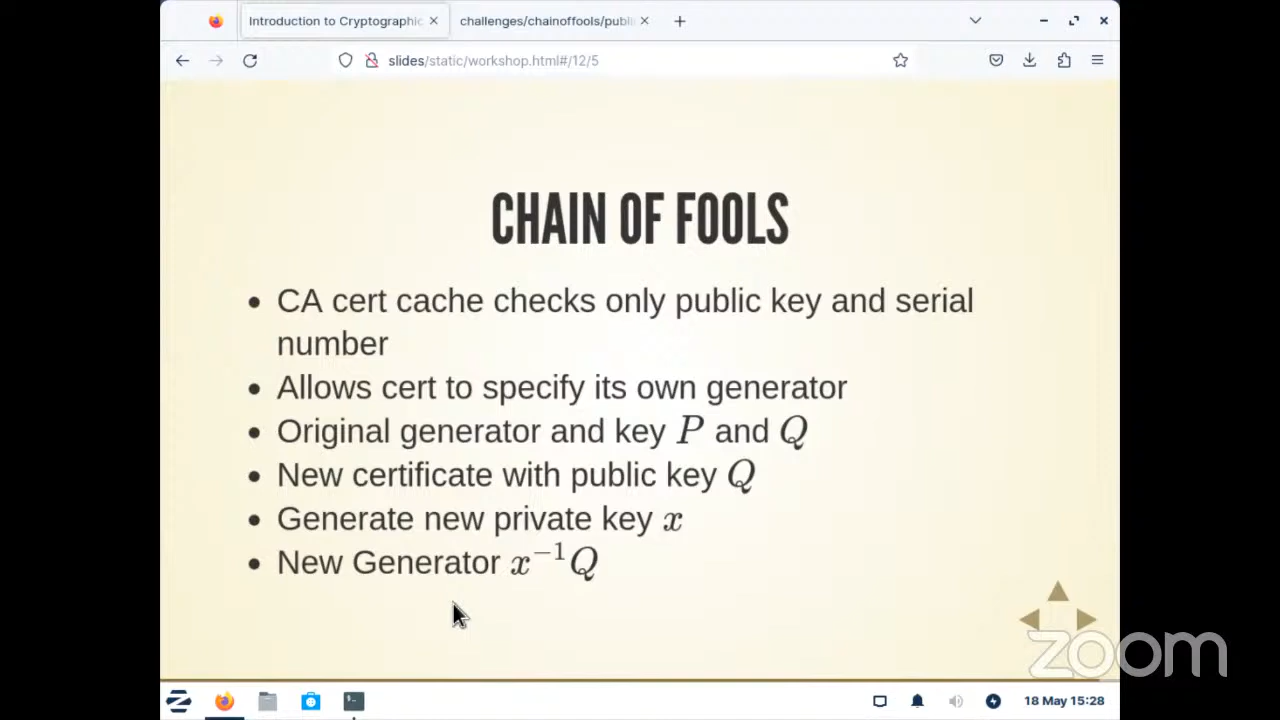 Introduction to Cryptographic
challenges/chainoffools/publi
slides/static/workshop.html#/12/5
CHAIN OF FOOLS
• CA cert cache checks only public key and serial
number
• Allows cert to specify its own generator
• Original generator and key P and Q
• New certificate with public key Q
• Generate new private key x
• New Generator x⁻¹Q
zoom
18 May 15:28